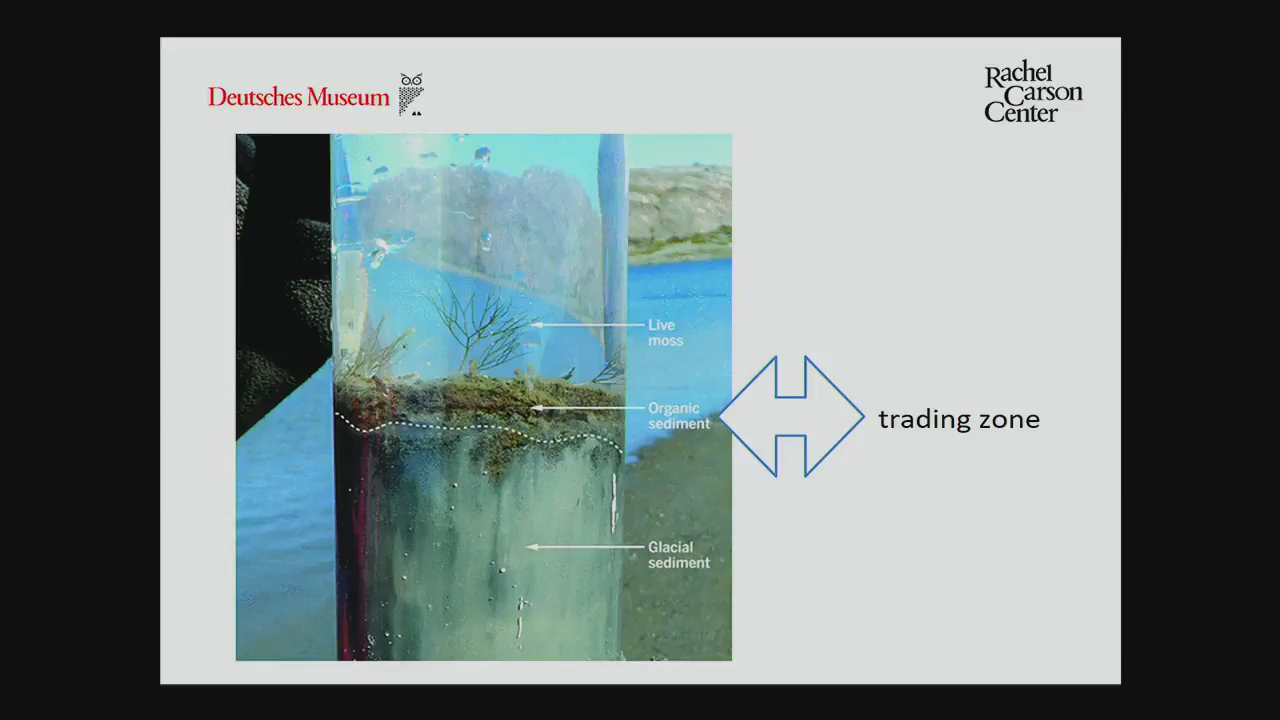 Deutsches Museum
Rachel
Carson
Center
Live
moss
Organic
sediment
trading zone
Glacial
sediment